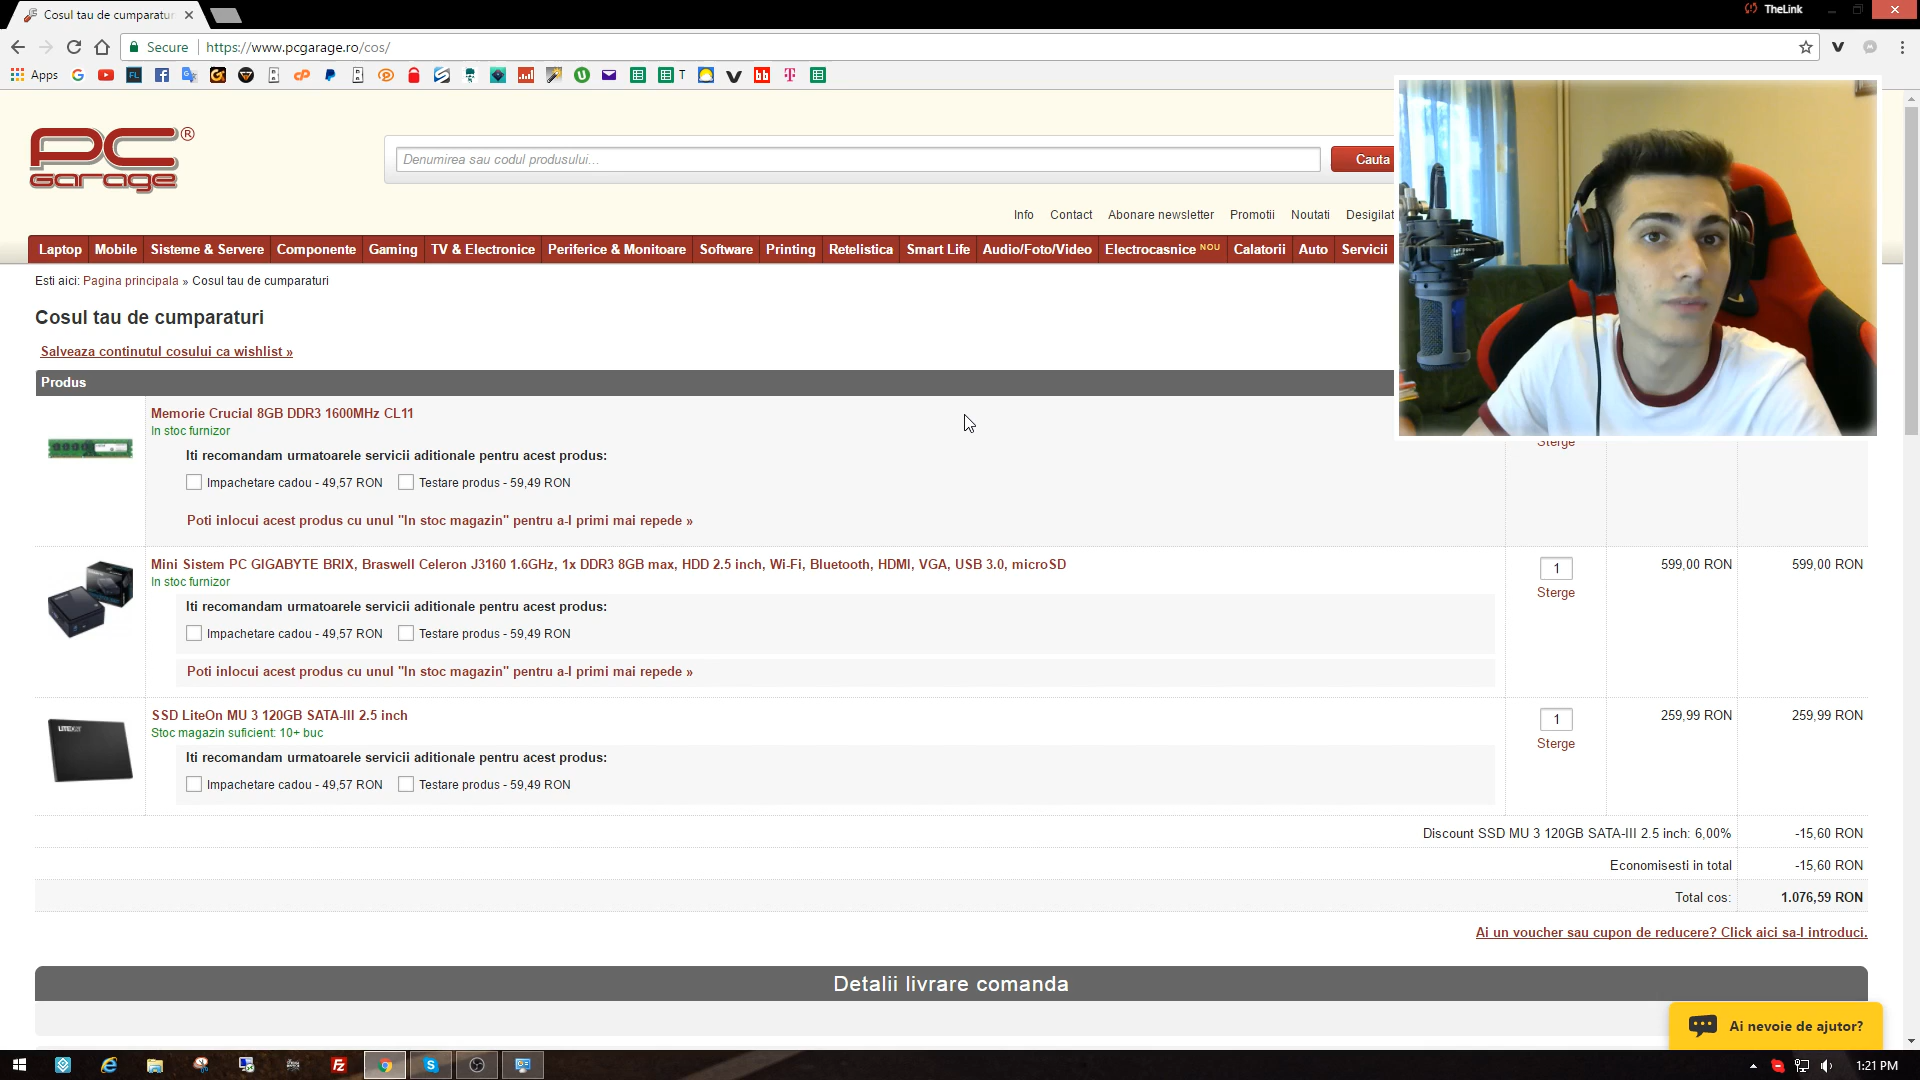 Cosul tau de cumparatur
TheLink
Secure
https://www.pcgarage.ro/cos/
Apps
T
PC Garage ®
Denumirea sau codul produsului...
Cauta
Info Contact Abonare newsletter Promotii Noutati Desigilat
Laptop Mobile Sisteme & Servere Componente Gaming TV & Electronice Periferice & Monitoare Software Printing Retelistica Smart Life Audio/Foto/Video Electrocasnice NOU Calatorii Auto Servicii
Esti aici: Pagina principala » Cosul tau de cumparaturi
Cosul tau de cumparaturi
Salveaza continutul cosului ca wishlist »
Produs
Memorie Crucial 8GB DDR3 1600MHz CL11
In stoc furnizor
Sterge
Iti recomandam urmatoarele servicii aditionale pentru acest produs:
Impachetare cadou - 49,57 RON Testare produs - 59,49 RON
Poti inlocui acest produs cu unul "In stoc magazin" pentru a-l primi mai repede »
Mini Sistem PC GIGABYTE BRIX, Braswell Celeron J3160 1.6GHz, 1x DDR3 8GB max, HDD 2.5 inch, Wi-Fi, Bluetooth, HDMI, VGA, USB 3.0, microSD
1 599,00 RON 599,00 RON
In stoc furnizor
Sterge
Iti recomandam urmatoarele servicii aditionale pentru acest produs:
Impachetare cadou - 49,57 RON Testare produs - 59,49 RON
Poti inlocui acest produs cu unul "In stoc magazin" pentru a-l primi mai repede »
LITEON
SSD LiteOn MU 3 120GB SATA-III 2.5 inch
1 259,99 RON 259,99 RON
Stoc magazin suficient: 10+ buc
Sterge
Iti recomandam urmatoarele servicii aditionale pentru acest produs:
Impachetare cadou - 49,57 RON Testare produs - 59,49 RON
Discount SSD MU 3 120GB SATA-III 2.5 inch: 6,00% -15,60 RON
Economisesti in total -15,60 RON
Total cos: 1.076,59 RON
Ai un voucher sau cupon de reducere? Click aici sa-l introduci.
Detalii livrare comanda
Ai nevoie de ajutor?
1:21 PM